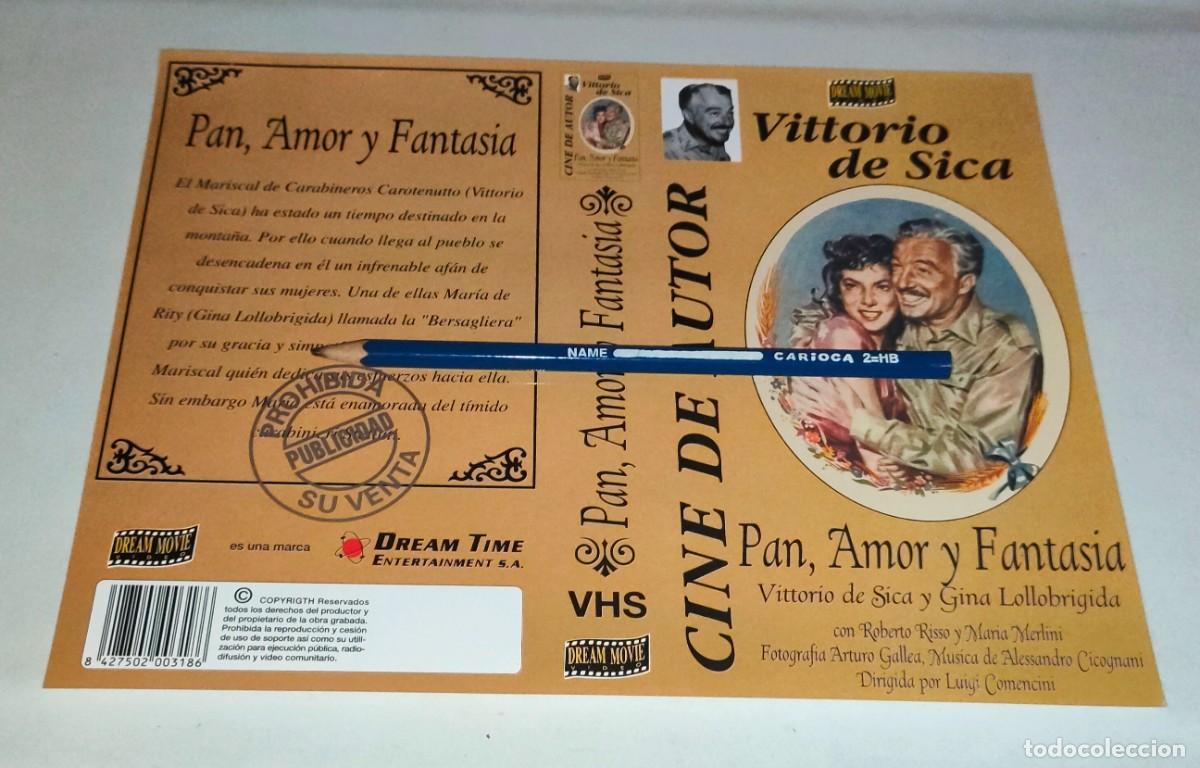 Pan, Amor y Fantasia
El Mariscal de Carabineros Carotenutto (Vittorio
de Sica) ha estado un tiempo destinado en la
montaña. Por ello cuando llega al pueblo se
desencadena en él un infrenable afán de
conquistar sus mujeres. Una de ellas María de
Rity (Gina Lollobrigida) llamada la "Bersagliera"
por su gracia y
Mariscal quién hacia ella.
Sin embargo María está enamorada del tímido
PROHIBIDA
PUBLICIDAD
SU VENTA
DREAM MOVIE
VIDEO
es una marca
DREAM TIME
ENTERTAINMENT S.A.
© COPYRIGTH Reservados
todos los derechos del productor y
del propietario de la obra grabada.
Prohibida la reproducción y cesión
de uso de soporte así como su utili-
zación para ejecución pública, radio-
difusión y video comunitario.
8 427502 003186
Vittorio
de Sica
CINE DE AUTOR
Pan, Amor y Fantasia
Pan, Amor y Fantasia
VHS
DREAM MOVIE
VIDEO
NAME CARIOCA 2=HB
CINE DE AUTOR
DREAM MOVIE
Vittorio
de Sica
Pan, Amor y Fantasia
Vittorio de Sica y Gina Lollobrigida
con Roberto Risso y Maria Merlini
Fotografia Arturo Gallea, Musica de Alessandro Cicognani
Dirigida por Luigi Comencini
todocoleccion